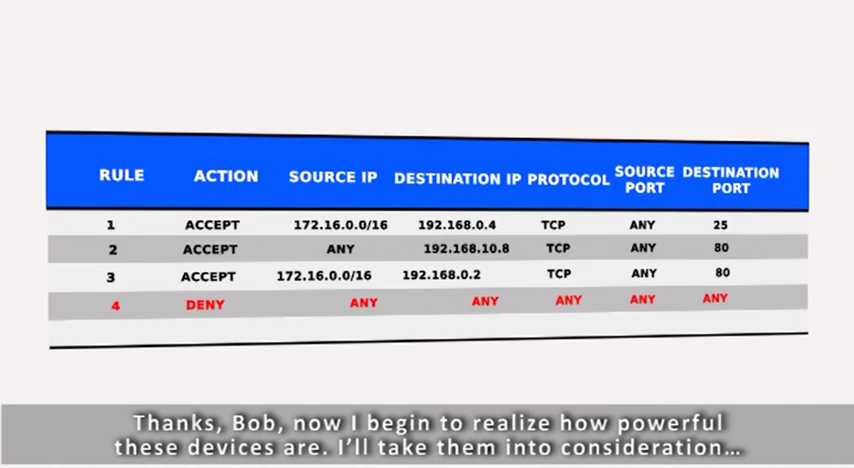 RULE ACTION SOURCE IP DESTINATION IP PROTOCOL SOURCE PORT DESTINATION PORT
1 ACCEPT 172.16.0.0/16 192.168.0.4 TCP ANY 25
2 ACCEPT ANY 192.168.10.8 TCP ANY 80
3 ACCEPT 172.16.0.0/16 192.168.0.2 TCP ANY 80
4 DENY ANY ANY ANY ANY ANY
Thanks, Bob, now I begin to realize how powerful
these devices are. I'll take them into consideration...